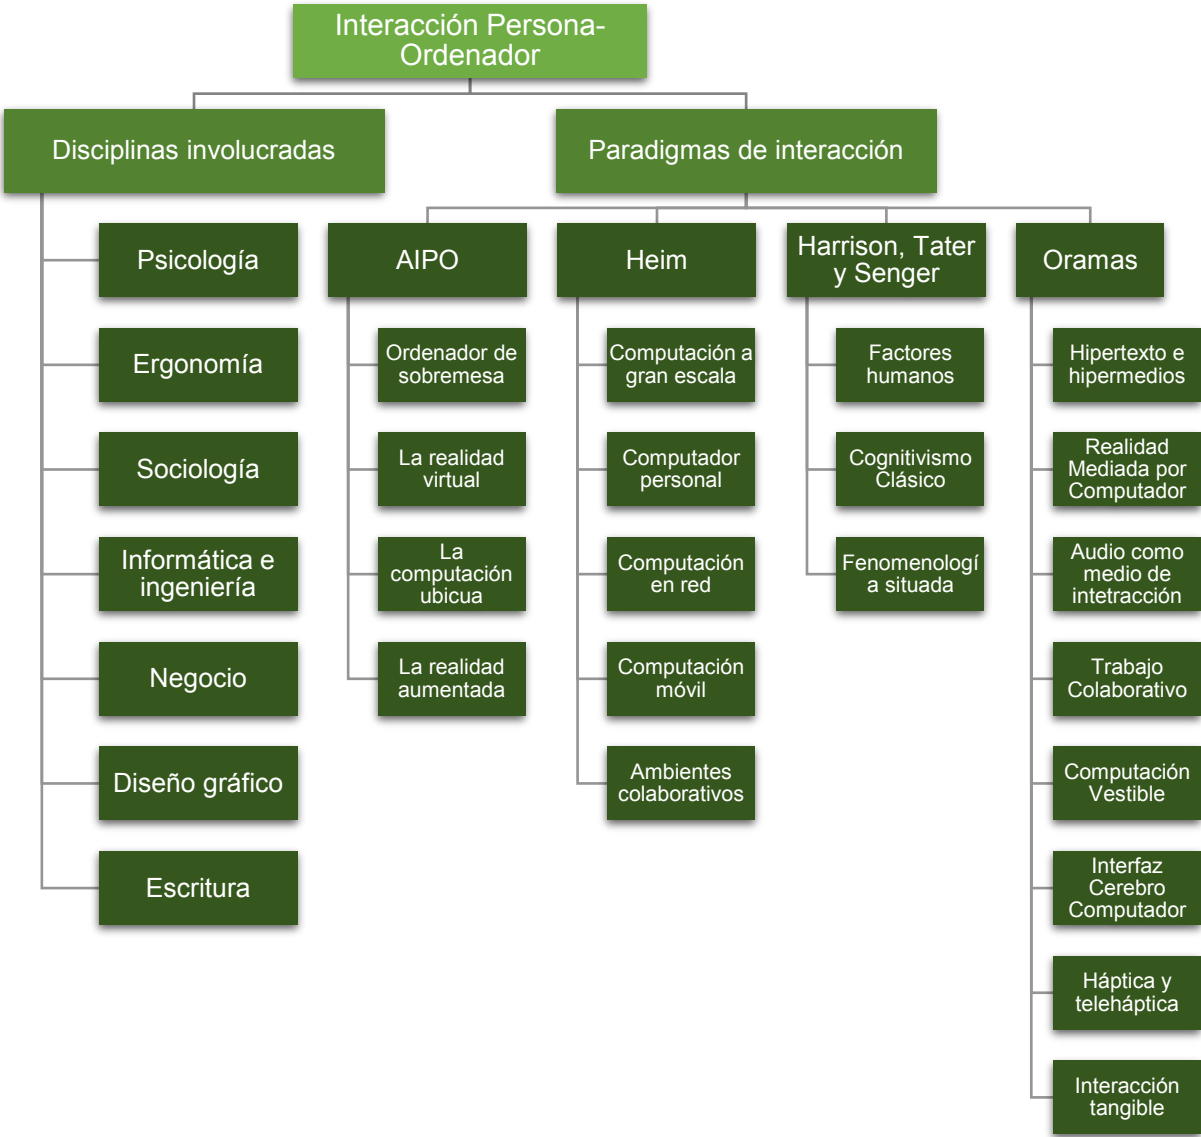 Interacción Persona-
Ordenador
Disciplinas involucradas
Paradigmas de interacción
Psicología
Ergonomía
Sociología
Informática e
ingeniería
Negocio
Diseño gráfico
Escritura
AIPO
Ordenador de
sobremesa
La realidad
virtual
La
computación
ubicua
La realidad
aumentada
Heim
Computación a
gran escala
Computador
personal
Computación
en red
Computación
móvil
Ambientes
colaborativos
Harrison, Tater
y Senger
Factores
humanos
Cognitivismo
Clásico
Fenomenologí
a situada
Oramas
Hipertexto e
hipermedios
Realidad
Mediada por
Computador
Audio como
medio de
intetracción
Trabajo
Colaborativo
Computación
Vestible
Interfaz
Cerebro
Computador
Háptica y
teleháptica
Interacción
tangible